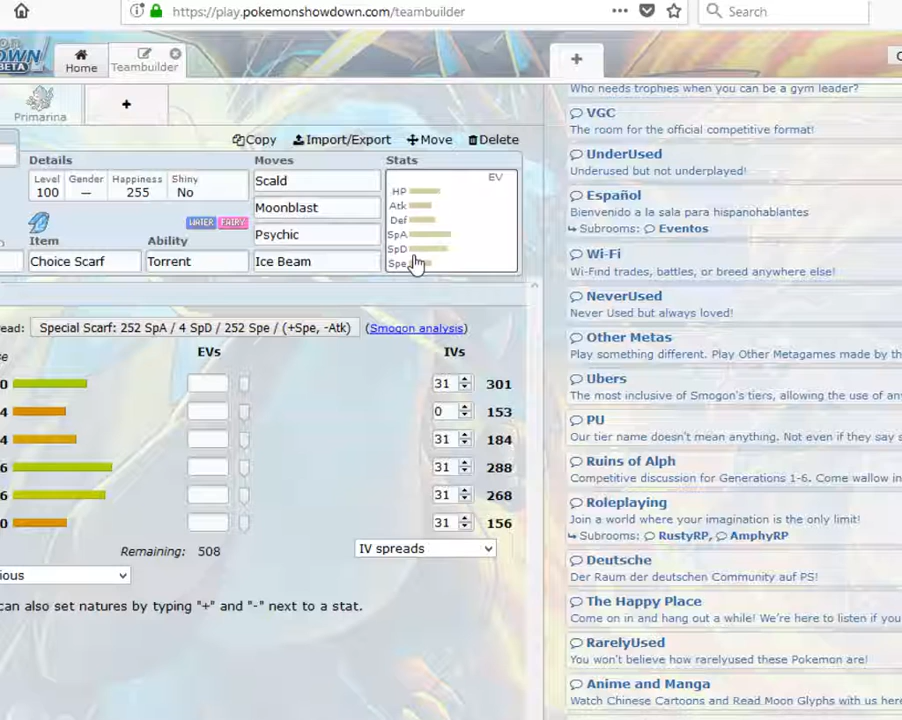 https://play.pokemonshowdown.com/teambuilder
Search
OWN
BETA
Home
Teambuilder
Primarina
Copy Import/Export Move Delete
Details
Level Gender Happiness Shiny
100 — 255 No
WATER FAIRY
Item
Ability
Choice Scarf
Torrent
Moves
Scald
Moonblast
Psychic
Ice Beam
Stats
EV
HP
Atk
Def
SpA
SpD
Spe
ead: Special Scarf: 252 SpA / 4 SpD / 252 Spe / (+Spe, -Atk) (Smogon analysis)
se EVs IVs
0 31 301
4 0 153
4 31 184
6 31 288
6 31 268
0 31 156
Remaining: 508
IV spreads
ious
can also set natures by typing "+" and "-" next to a stat.
Who needs trophies when you can be a gym leader?
VGC
The room for the official competitive format!
UnderUsed
Underused but not underplayed!
Español
Bienvenido a la sala para hispanohablantes
Subrooms: Eventos
Wi-Fi
Wi-Find trades, battles, or breed anywhere else!
NeverUsed
Never Used but always loved!
Other Metas
Play something different. Play Other Metagames made by th
Ubers
The most inclusive of Smogon's tiers, allowing the use of an
PU
Our tier name doesn't mean anything. Not even if they say s
Ruins of Alph
Competitive discussion for Generations 1-6. Come wallow in
Roleplaying
Join a world where your imagination is the only limit!
Subrooms: RustyRP, AmphyRP
Deutsche
Der Raum der deutschen Community auf PS!
The Happy Place
Come on in and hang out a while! We're here to listen if you
RarelyUsed
You won't believe how rarelyused these Pokemon are!
Anime and Manga
Watch Chinese Cartoons and Read Moon Glyphs with us here